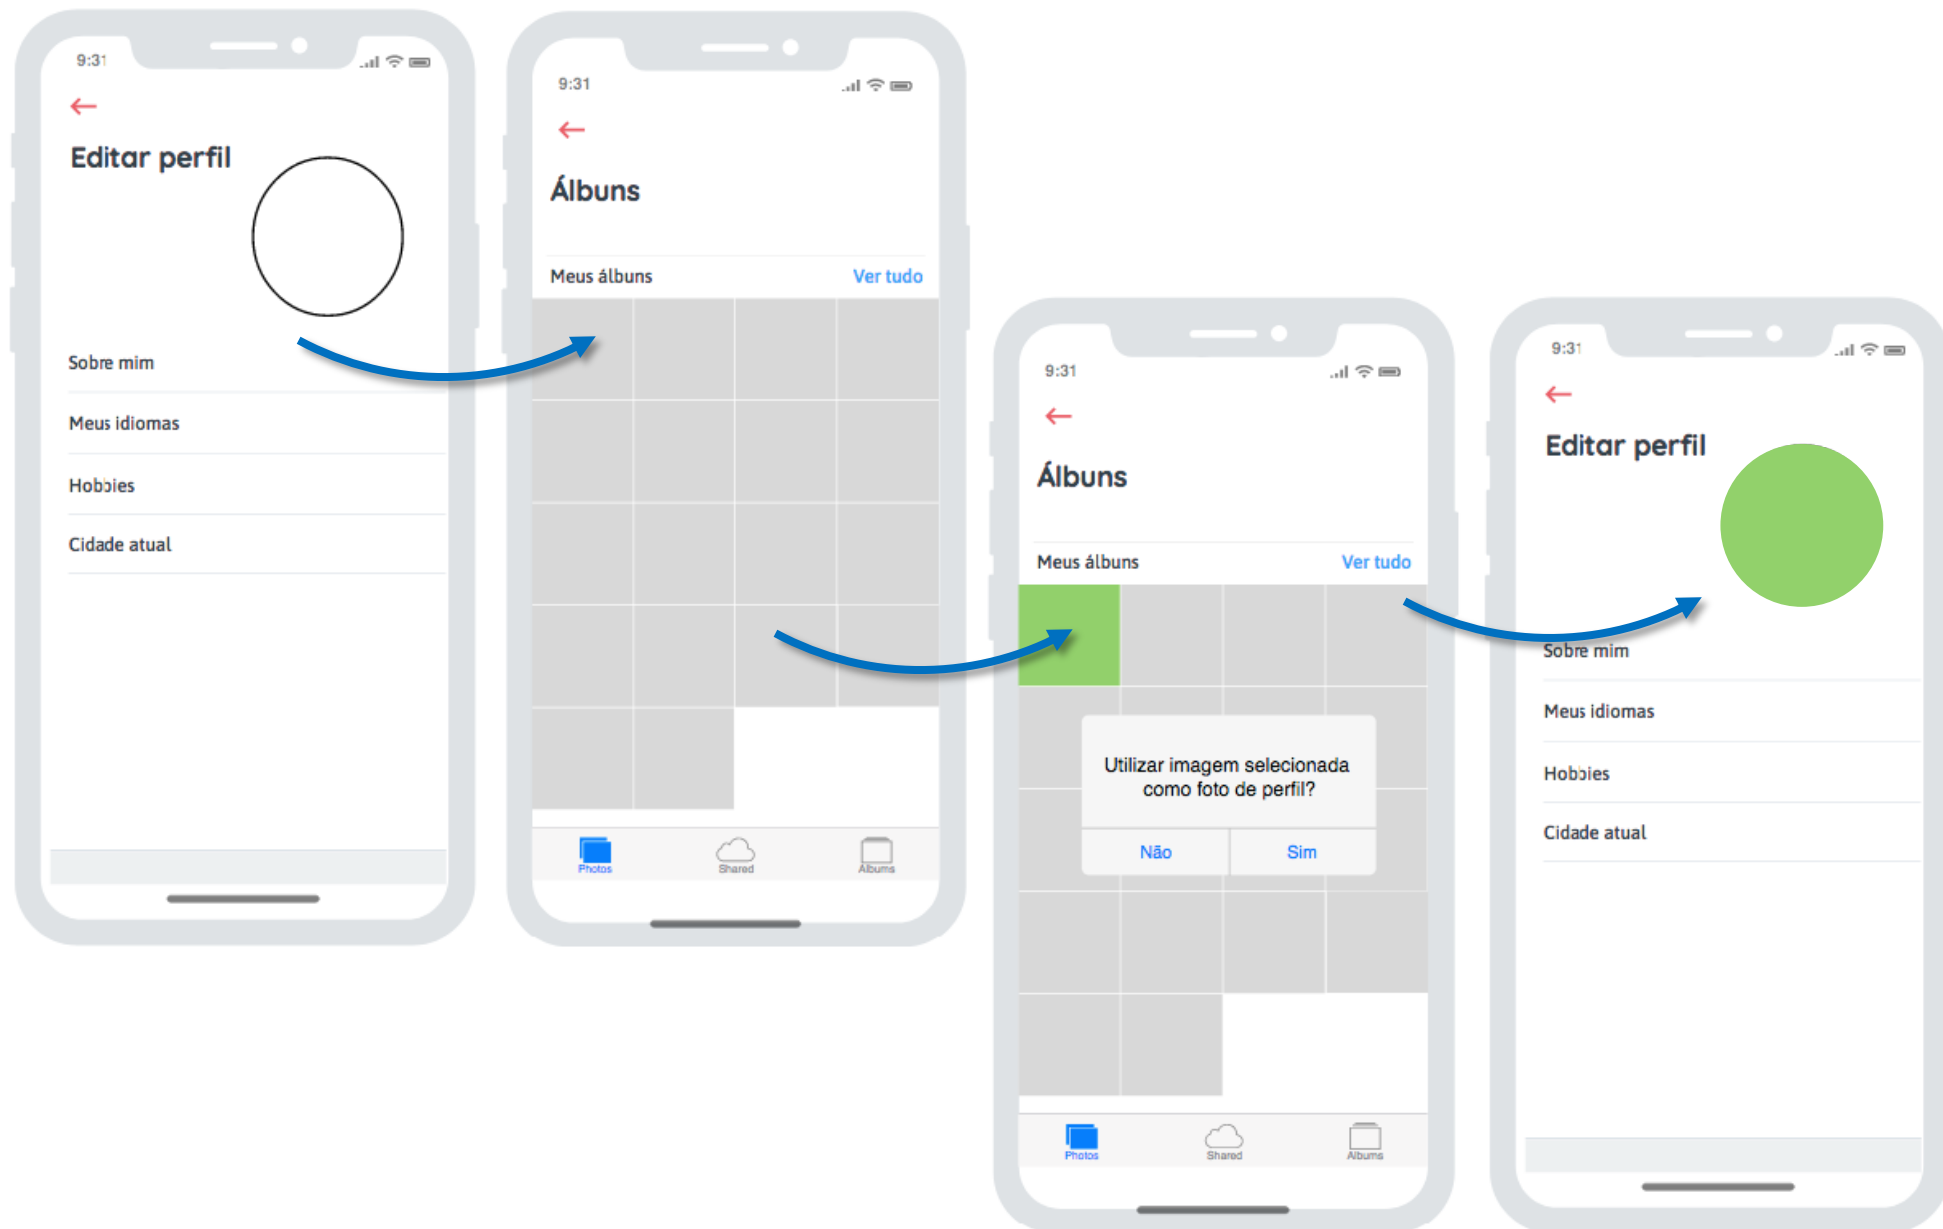 9:31
Editar perfil
Sobre mim
Meus idiomas
Hobbies
Cidade atual
9:31
Álbuns
Meus álbuns Ver tudo
Photos Shared Albums
9:31
Álbuns
Meus álbuns Ver tudo
Utilizar imagem selecionada
como foto de perfil?
Não Sim
Photos Shared Albums
9:31
Editar perfil
Sobre mim
Meus idiomas
Hobbies
Cidade atual